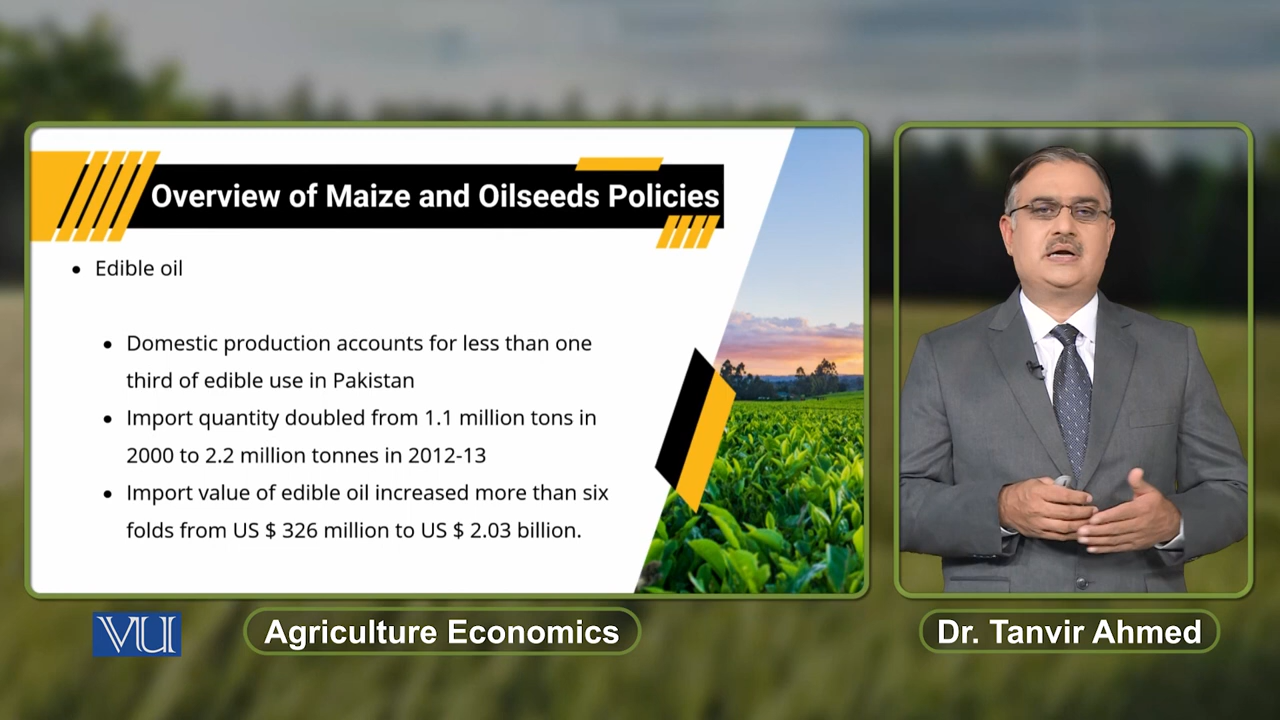 Overview of Maize and Oilseeds Policies
• Edible oil
• Domestic production accounts for less than one
third of edible use in Pakistan
• Import quantity doubled from 1.1 million tons in
2000 to 2.2 million tonnes in 2012-13
• Import value of edible oil increased more than six
folds from US $ 326 million to US $ 2.03 billion.
VU
Agriculture Economics
Dr. Tanvir Ahmed